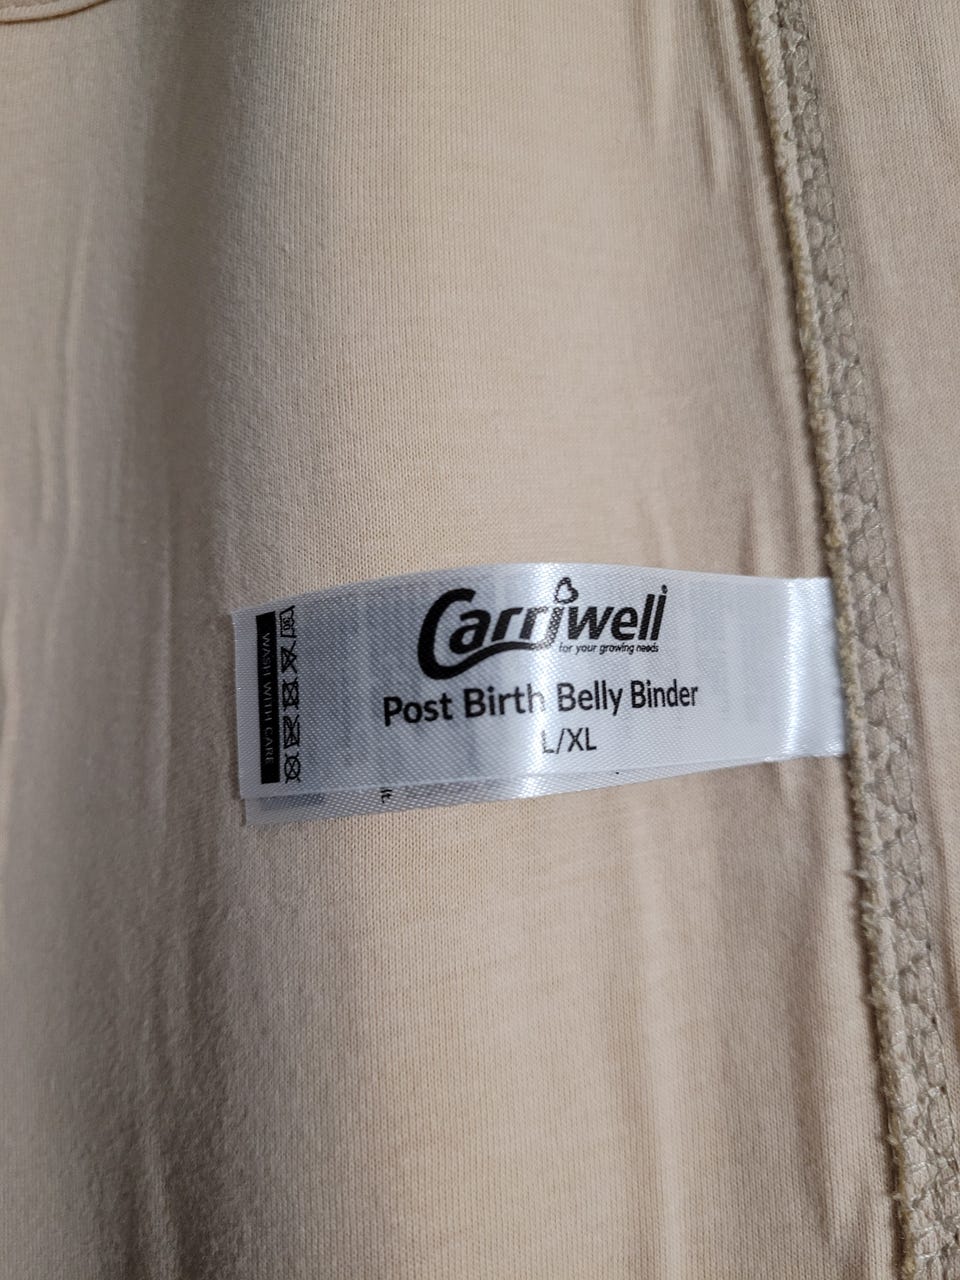 Carriwell
for your growing needs
Post Birth Belly Binder
L/XL
WASH WITH CARE